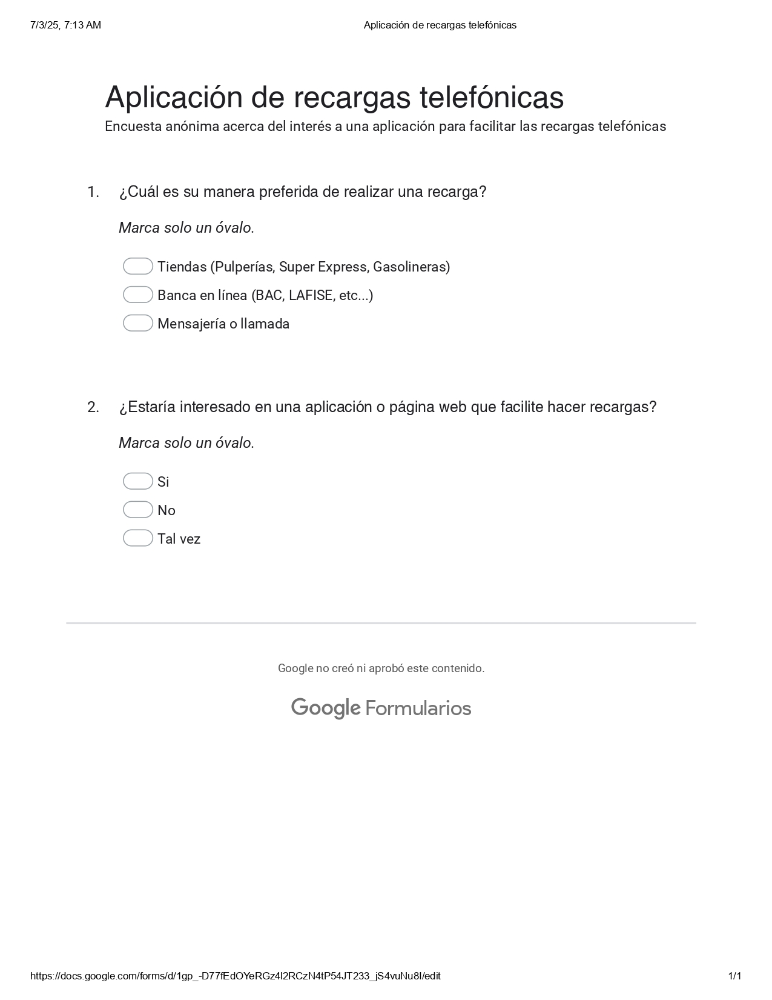 7/3/25, 7:13 AM
Aplicación de recargas telefónicas
Aplicación de recargas telefónicas
Encuesta anónima acerca del interés a una aplicación para facilitar las recargas telefónicas
1. ¿Cuál es su manera preferida de realizar una recarga?
Marca solo un óvalo.
Tiendas (Pulperías, Super Express, Gasolineras)
Banca en línea (BAC, LAFISE, etc...)
Mensajería o llamada
2. ¿Estaría interesado en una aplicación o página web que facilite hacer recargas?
Marca solo un óvalo.
Si
No
Tal vez
Google no creó ni aprobó este contenido.
Google Formularios
https://docs.google.com/forms/d/1gp_-D77fEdOYeRGz4l2RCzN4tP54JT233_jS4vuNu8I/edit
1/1